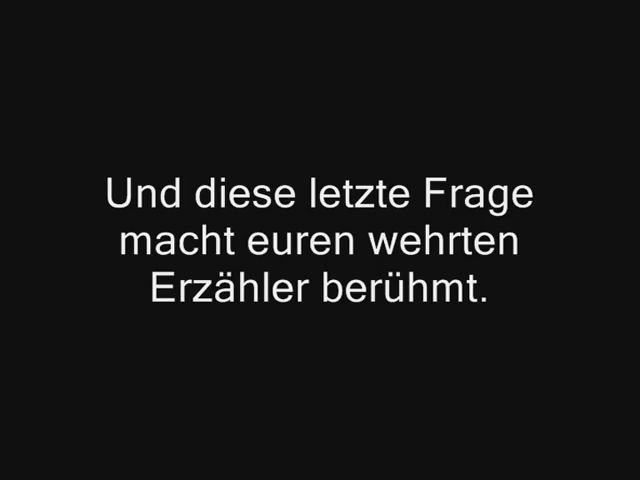 Und diese letzte Frage
macht euren wehrten
Erzähler berühmt.